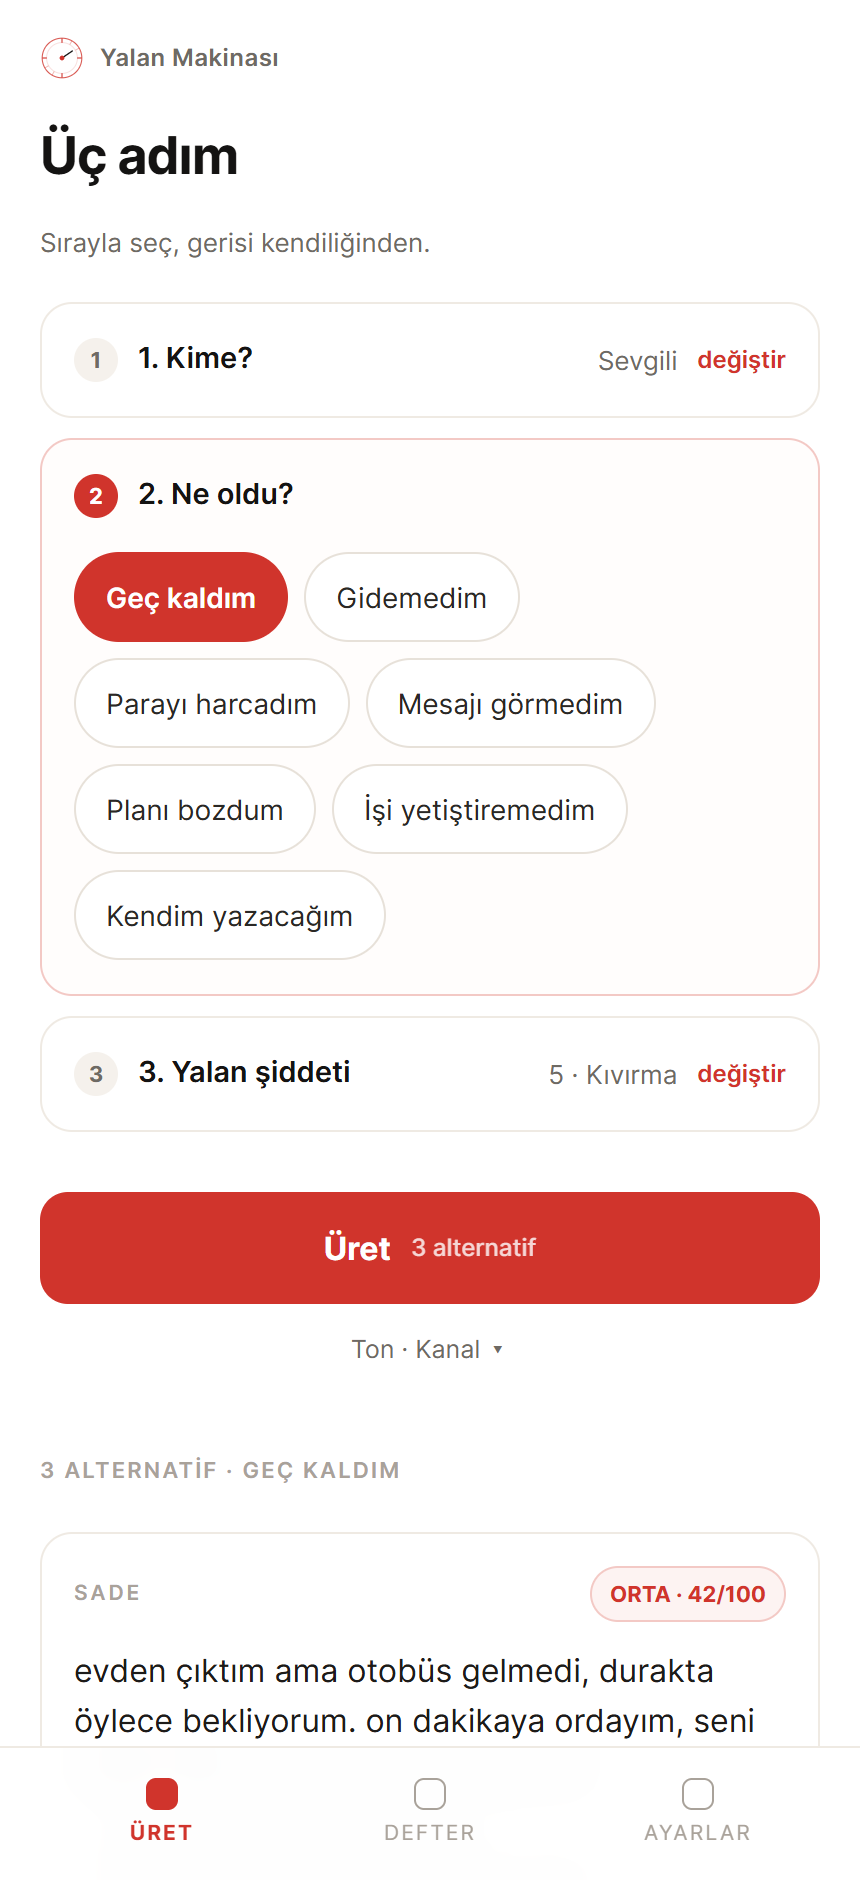 Yalan Makinası
Üç adım
Sırayla seç, gerisi kendiliğinden.
1 1. Kime? Sevgili değiştir
2 2. Ne oldu?
Geç kaldım Gidemedim
Parayı harcadım Mesajı görmedim
Planı bozdum İşi yetiştiremedim
Kendim yazacağım
3 3. Yalan şiddeti 5 · Kıvırma değiştir
Üret 3 alternatif
Ton · Kanal ▾
3 ALTERNATİF · GEÇ KALDIM
SADE ORTA · 42/100
evden çıktım ama otobüs gelmedi, durakta
öylece bekliyorum. on dakikaya ordayım, seni
ÜRET DEFTER AYARLAR